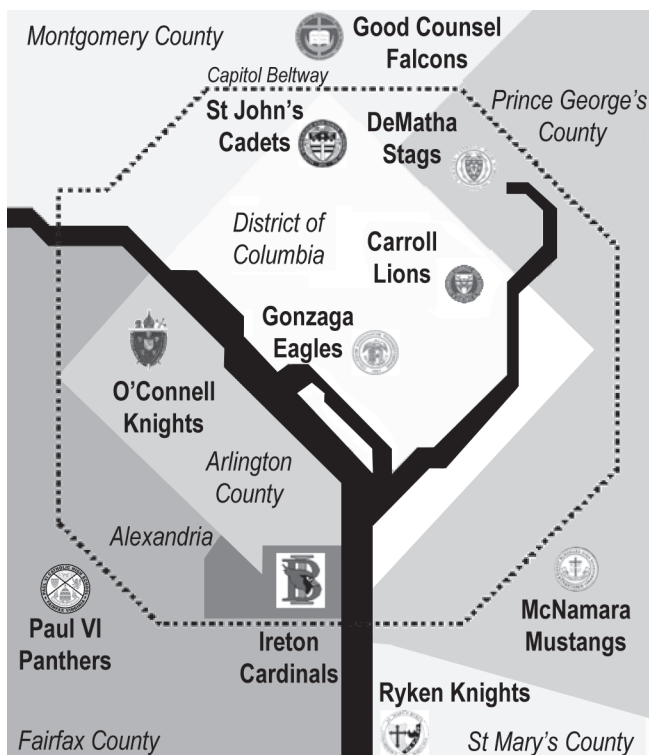 Montgomery County
Good Counsel
Falcons
Capitol Beltway
St John's
Cadets
DeMatha
Stags
Prince George's
County
District of
Columbia
Carroll
Lions
Gonzaga
Eagles
O'Connell
Knights
Arlington
County
Alexandria
Paul VI
Panthers
Ireton
Cardinals
McNamara
Mustangs
Ryken Knights
Fairfax County
St Mary's County